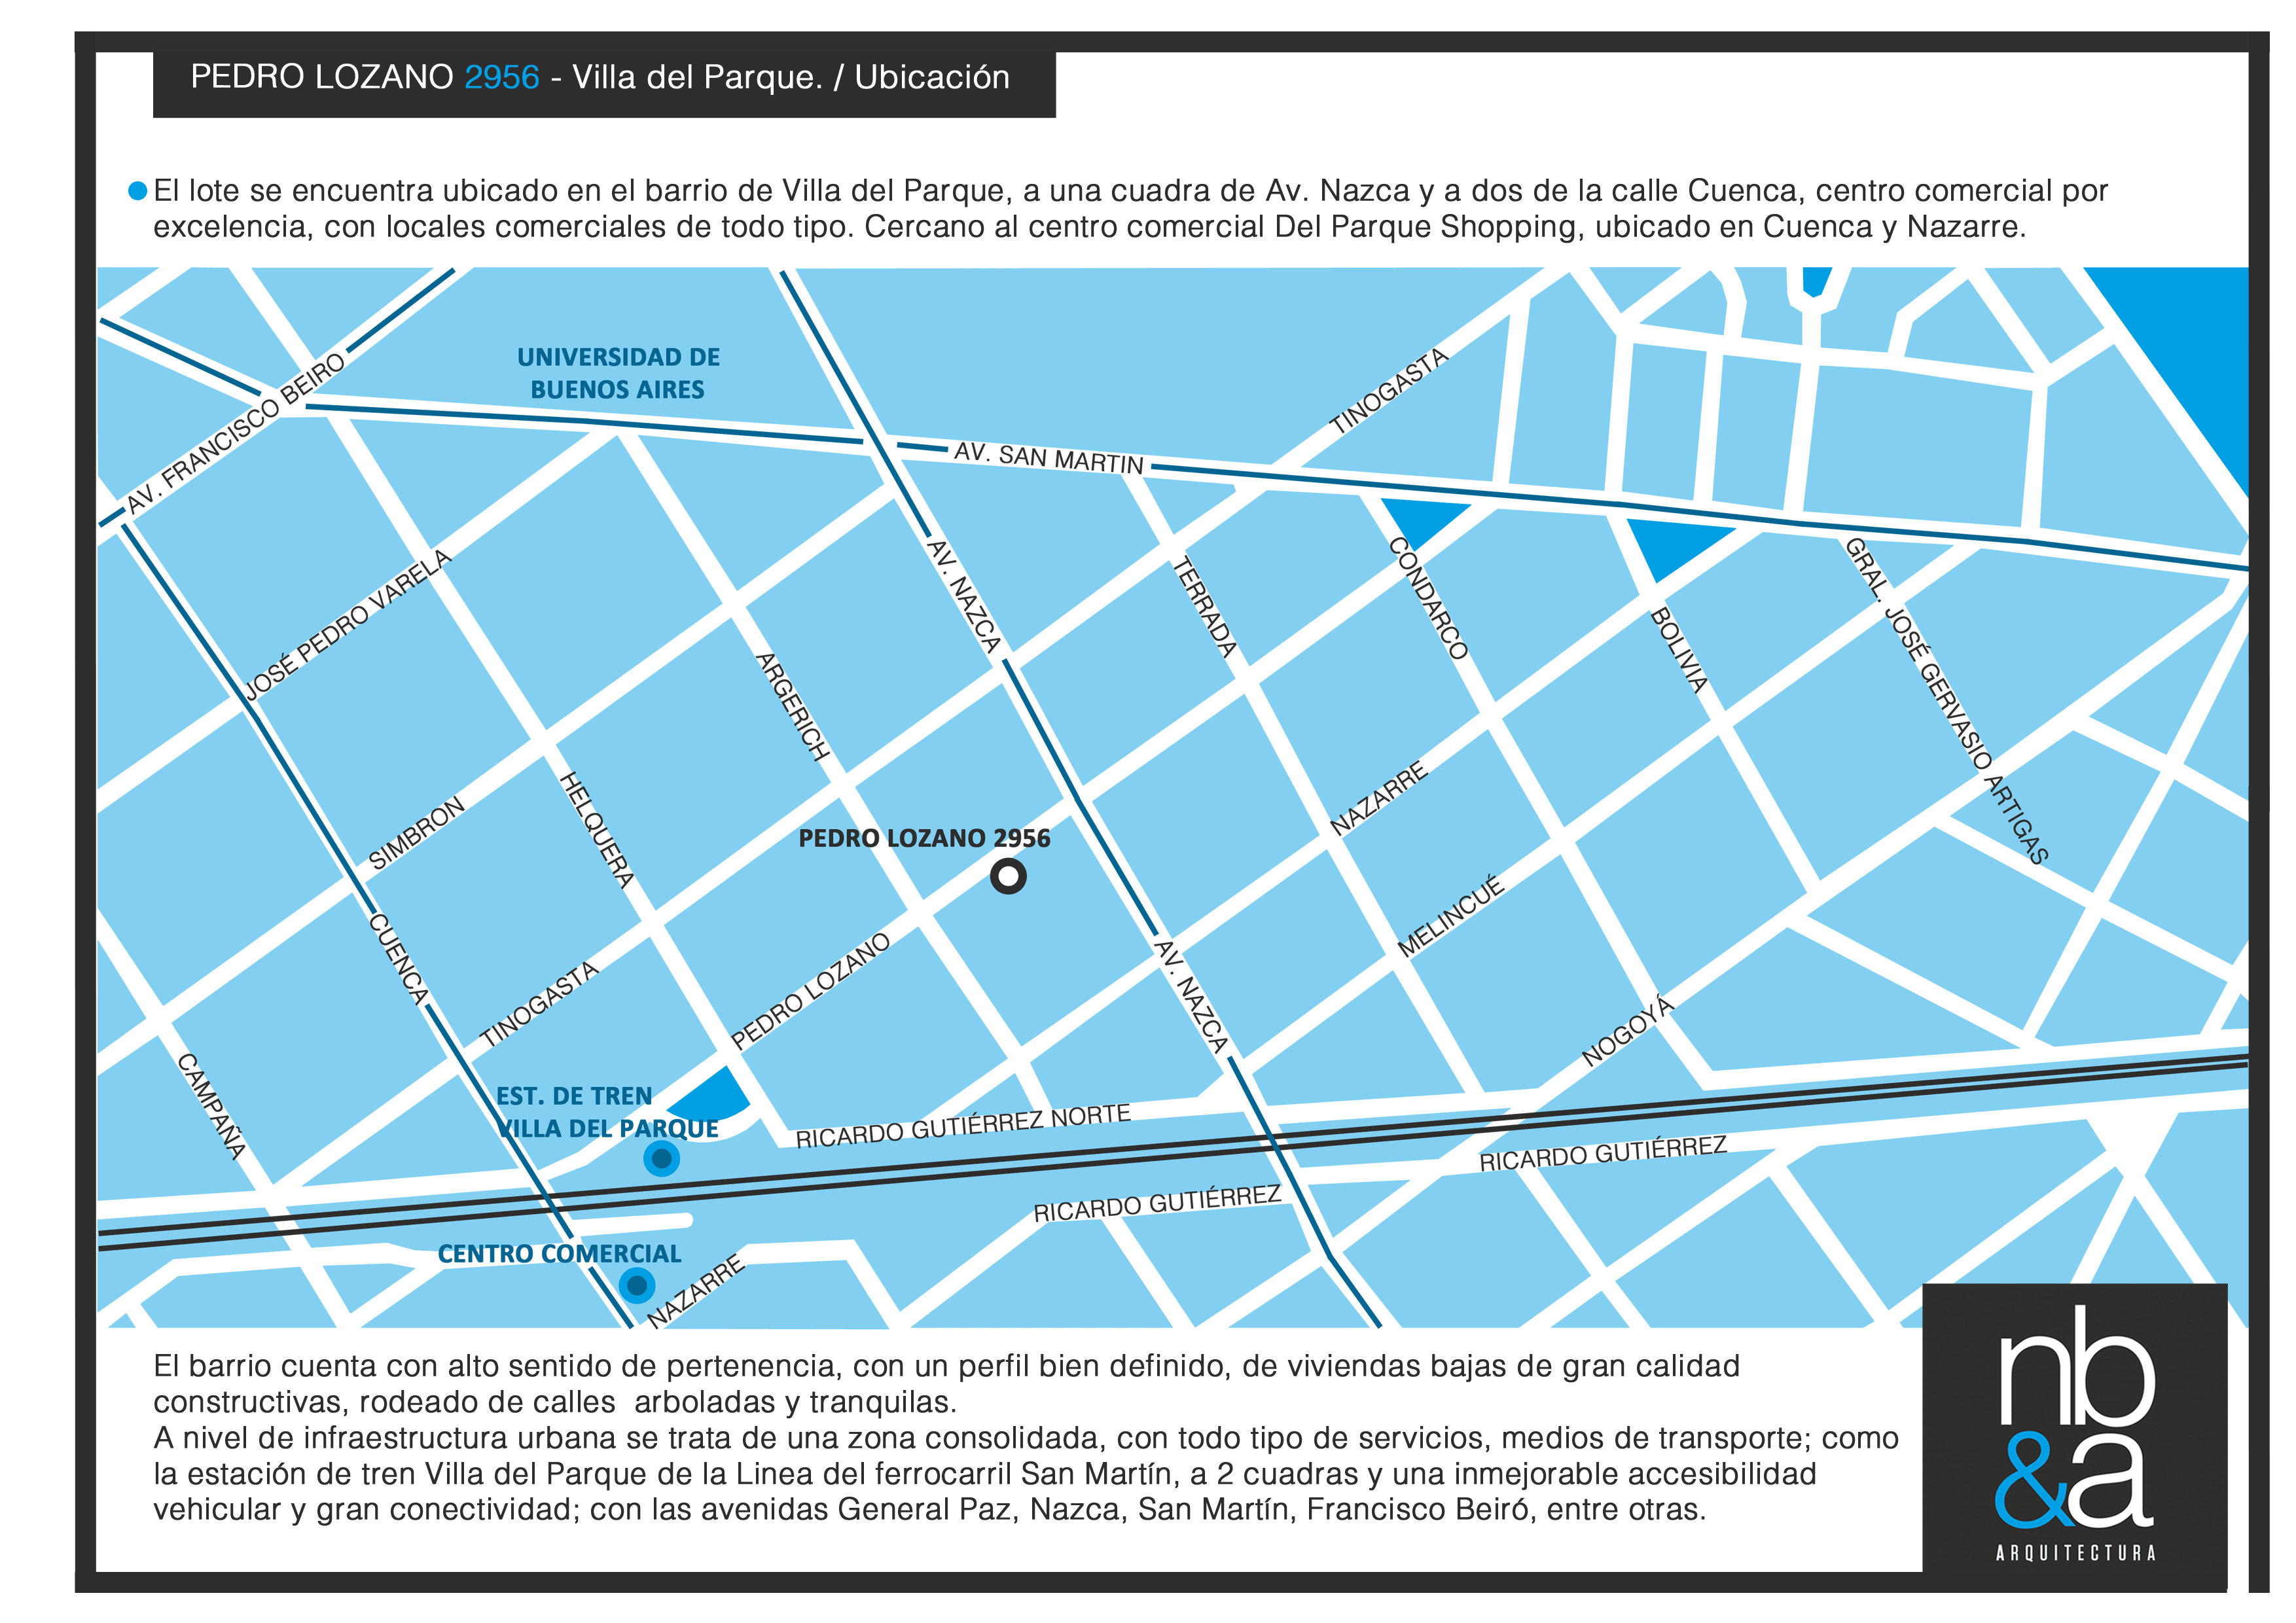 PEDRO LOZANO 2956 - Villa del Parque. / Ubicación
El lote se encuentra ubicado en el barrio de Villa del Parque, a una cuadra de Av. Nazca y a dos de la calle Cuenca, centro comercial por
excelencia, con locales comerciales de todo tipo. Cercano al centro comercial Del Parque Shopping, ubicado en Cuenca y Nazarre.
UNIVERSIDAD DE
BUENOS AIRES
TINOGASTA
AV. FRANCISCO BEIRO
AV. SAN MARTIN
JOSÉ PEDRO VARELA
AV. NAZCA
TERRADA
CONDARCO
BOLIVIA
GRAL. JOSÉ GERVASIO ARTIGAS
ARGERICH
HELQUERA
SIMBRON
NAZARRE
PEDRO LOZANO 2956
MELINCUÉ
CUENCA
TINOGASTA
PEDRO LOZANO
AV. NAZCA
NOGOYÁ
CAMPAÑA
EST. DE TREN
VILLA DEL PARQUE
RICARDO GUTIÉRREZ NORTE
RICARDO GUTIÉRREZ
RICARDO GUTIÉRREZ
CENTRO COMERCIAL
NAZARRE
El barrio cuenta con alto sentido de pertenencia, con un perfil bien definido, de viviendas bajas de gran calidad
constructivas, rodeado de calles  arboladas y tranquilas.
A nivel de infraestructura urbana se trata de una zona consolidada, con todo tipo de servicios, medios de transporte; como
la estación de tren Villa del Parque de la Linea del ferrocarril San Martín, a 2 cuadras y una inmejorable accesibilidad
vehicular y gran conectividad; con las avenidas General Paz, Nazca, San Martín, Francisco Beiró, entre otras.
nb
&a
ARQUITECTURA